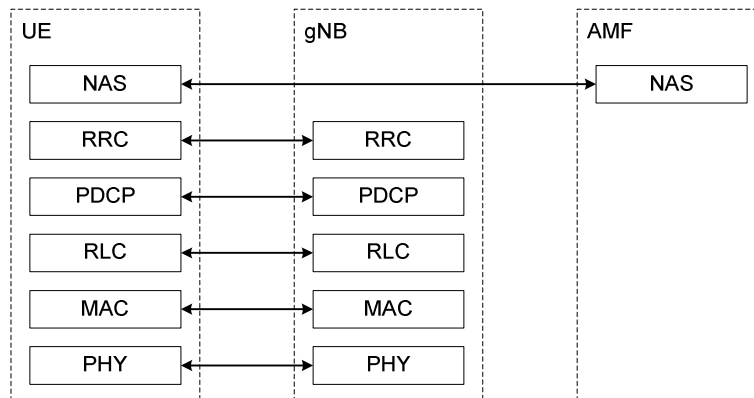 UE gNB AMF
NAS NAS
RRC RRC
PDCP PDCP
RLC RLC
MAC MAC
PHY PHY